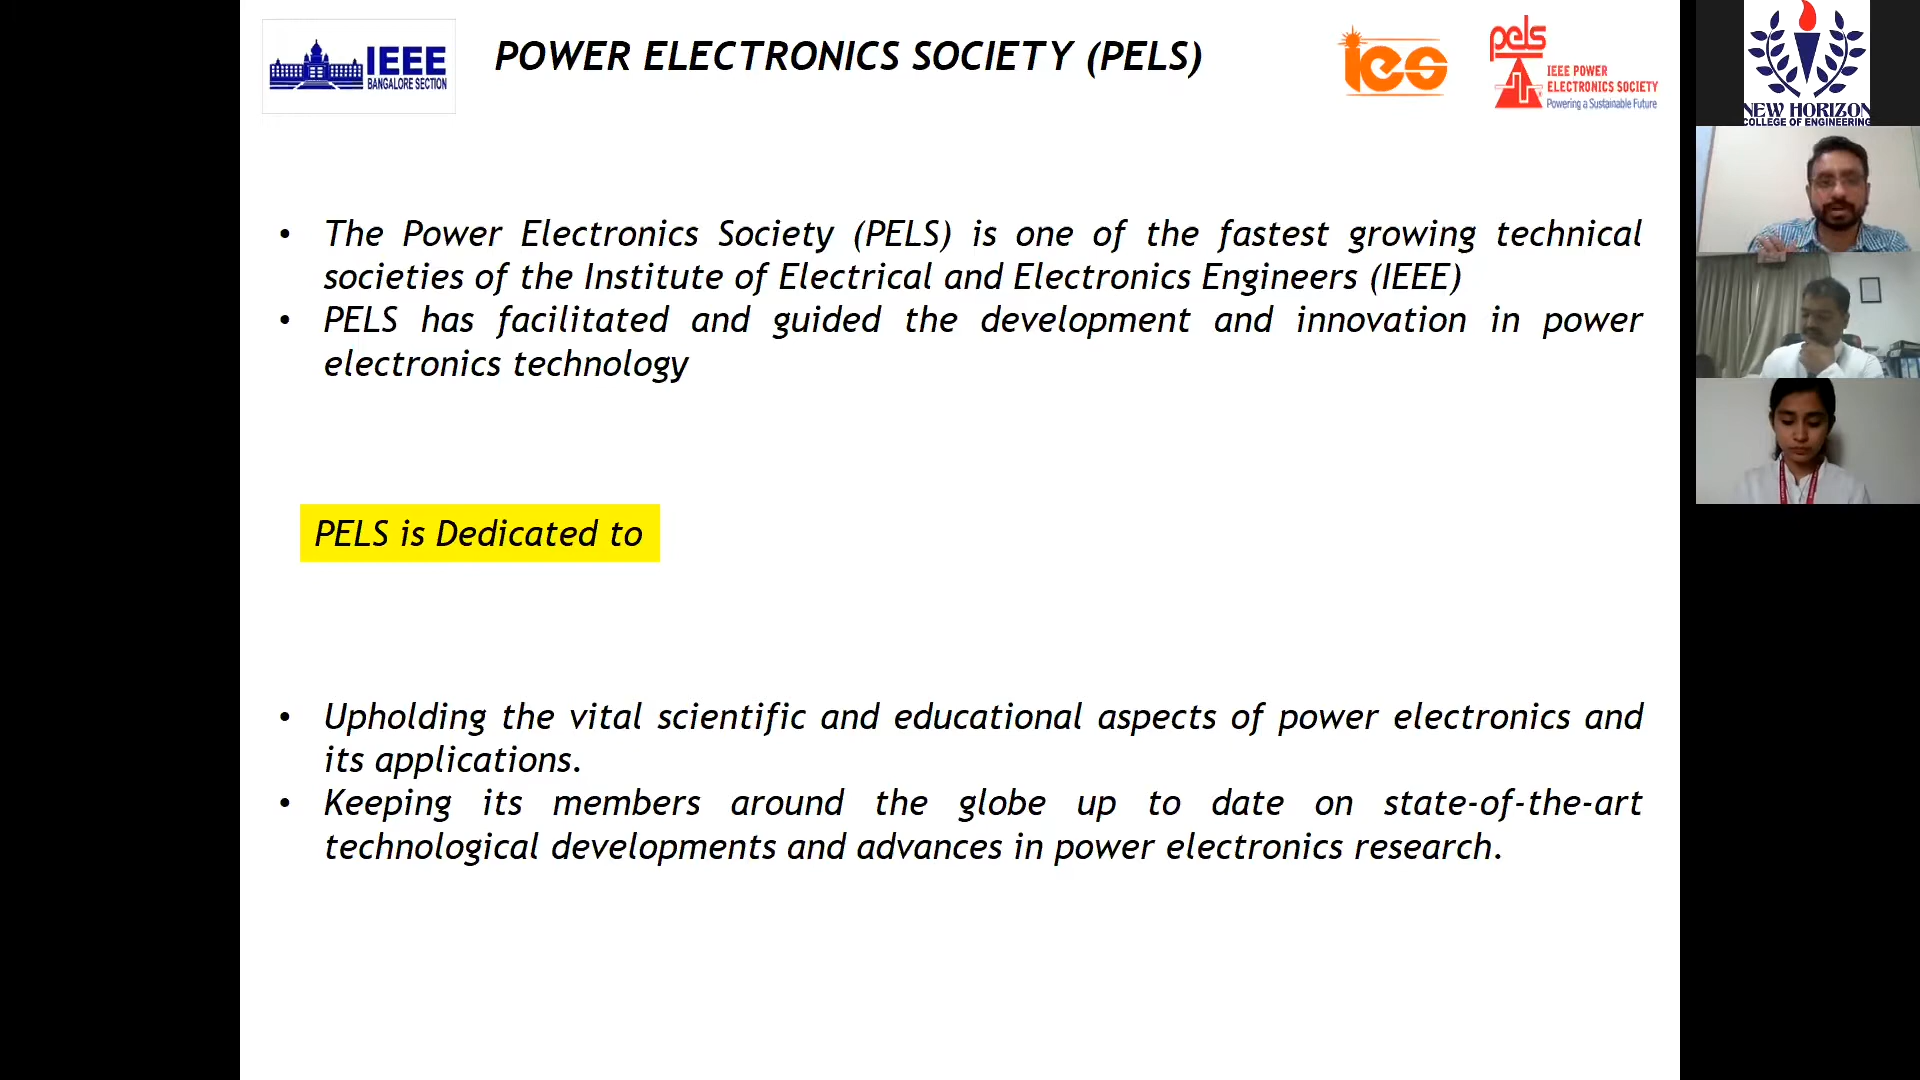 IEEE
BANGALORE SECTION
POWER ELECTRONICS SOCIETY (PELS)
ies
pels
IEEE POWER
ELECTRONICS SOCIETY
Powering a Sustainable Future
NEW HORIZON
COLLEGE OF ENGINEERING
• The Power Electronics Society (PELS) is one of the fastest growing technical
societies of the Institute of Electrical and Electronics Engineers (IEEE)
• PELS has facilitated and guided the development and innovation in power
electronics technology
PELS is Dedicated to
• Upholding the vital scientific and educational aspects of power electronics and
its applications.
• Keeping its members around the globe up to date on state-of-the-art
technological developments and advances in power electronics research.